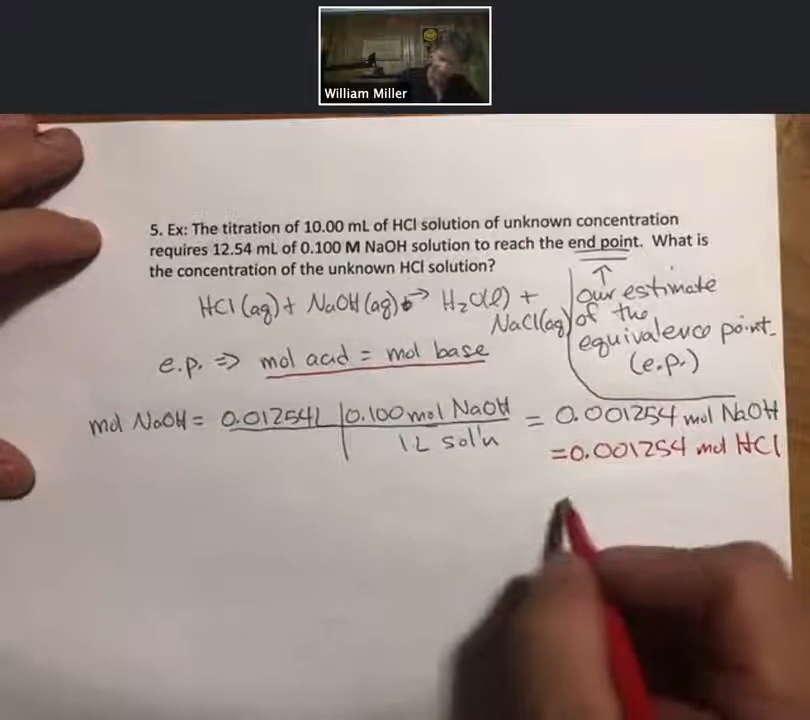 William Miller
5. Ex: The titration of 10.00 mL of HCl solution of unknown concentration
requires 12.54 mL of 0.100 M NaOH solution to reach the end point. What is
the concentration of the unknown HCl solution?
HCl(aq) + NaOH(aq) → H₂O(l) +
NaCl(aq)
↑
our estimate
of the
equivalence point.
(e.p.)
e.p. ⇒ mol acid = mol base
mol NaOH = 0.01254 L | 0.100 mol NaOH = 0.001254 mol NaOH
1 L sol'n
= 0.001254 mol HCl